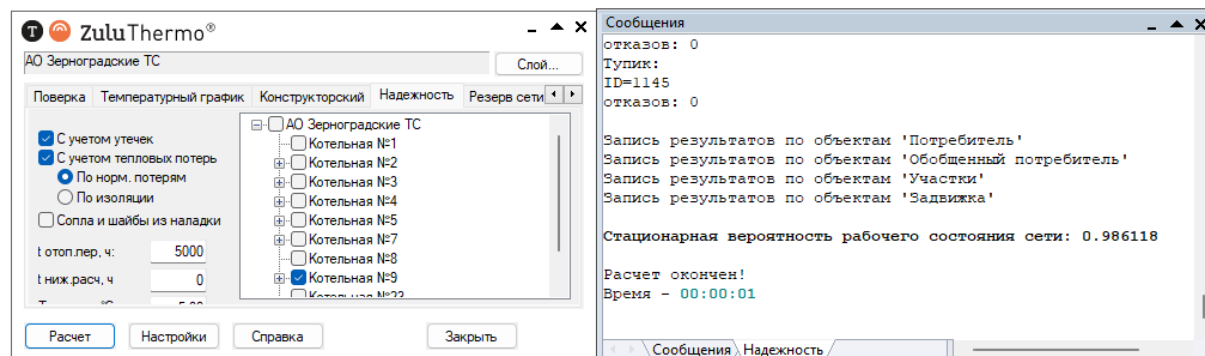 T ZuluThermo®
АО Зерноградские ТС
Слой...
Поверка Температурный график Конструкторский Надежность Резерв сети
С учетом утечек
С учетом тепловых потерь
По норм. потерям
По изоляции
Сопла и шайбы из наладки
t отоп.пер, ч: 5000
t ниж.расч, ч 0
АО Зерноградские ТС
Котельная №1
Котельная №2
Котельная №3
Котельная №4
Котельная №5
Котельная №7
Котельная №8
Котельная №9
Котельная №23
Расчет Настройки Справка Закрыть
Сообщения
отказов: 0
Тупик:
ID=1145
отказов: 0
Запись результатов по объектам 'Потребитель'
Запись результатов по объектам 'Обобщенный потребитель'
Запись результатов по объектам 'Участки'
Запись результатов по объектам 'Задвижка'
Стационарная вероятность рабочего состояния сети: 0.986118
Расчет окончен!
Время - 00:00:01
Сообщения Надежность